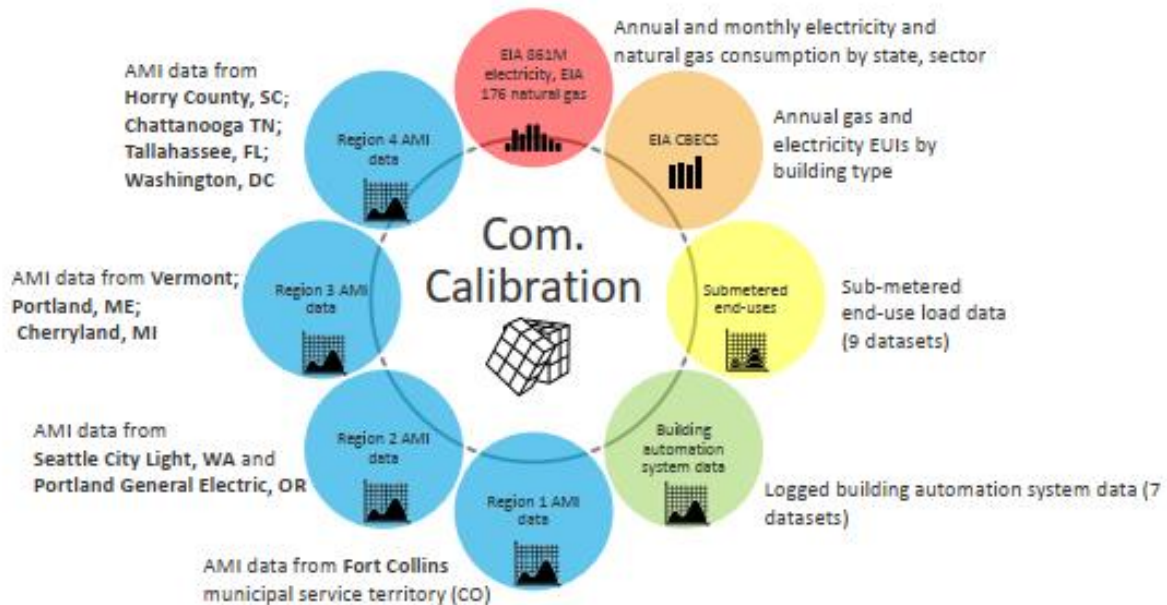 EIA 861M
electricity, EIA
176 natural gas
Annual and monthly electricity and
natural gas consumption by state, sector
EIA CBECS
Annual gas and
electricity EUIs by
building type
Submetered
end-uses
Sub-metered
end-use load data
(9 datasets)
Building
automation
system data
Logged building automation system data (7
datasets)
Region 1 AMI
data
AMI data from Fort Collins
municipal service territory (CO)
Region 2 AMI
data
AMI data from
Seattle City Light, WA and
Portland General Electric, OR
Region 3 AMI
data
AMI data from Vermont;
Portland, ME;
Cherryland, MI
Region 4 AMI
data
AMI data from
Horry County, SC;
Chattanooga TN;
Tallahassee, FL;
Washington, DC
Com.
Calibration